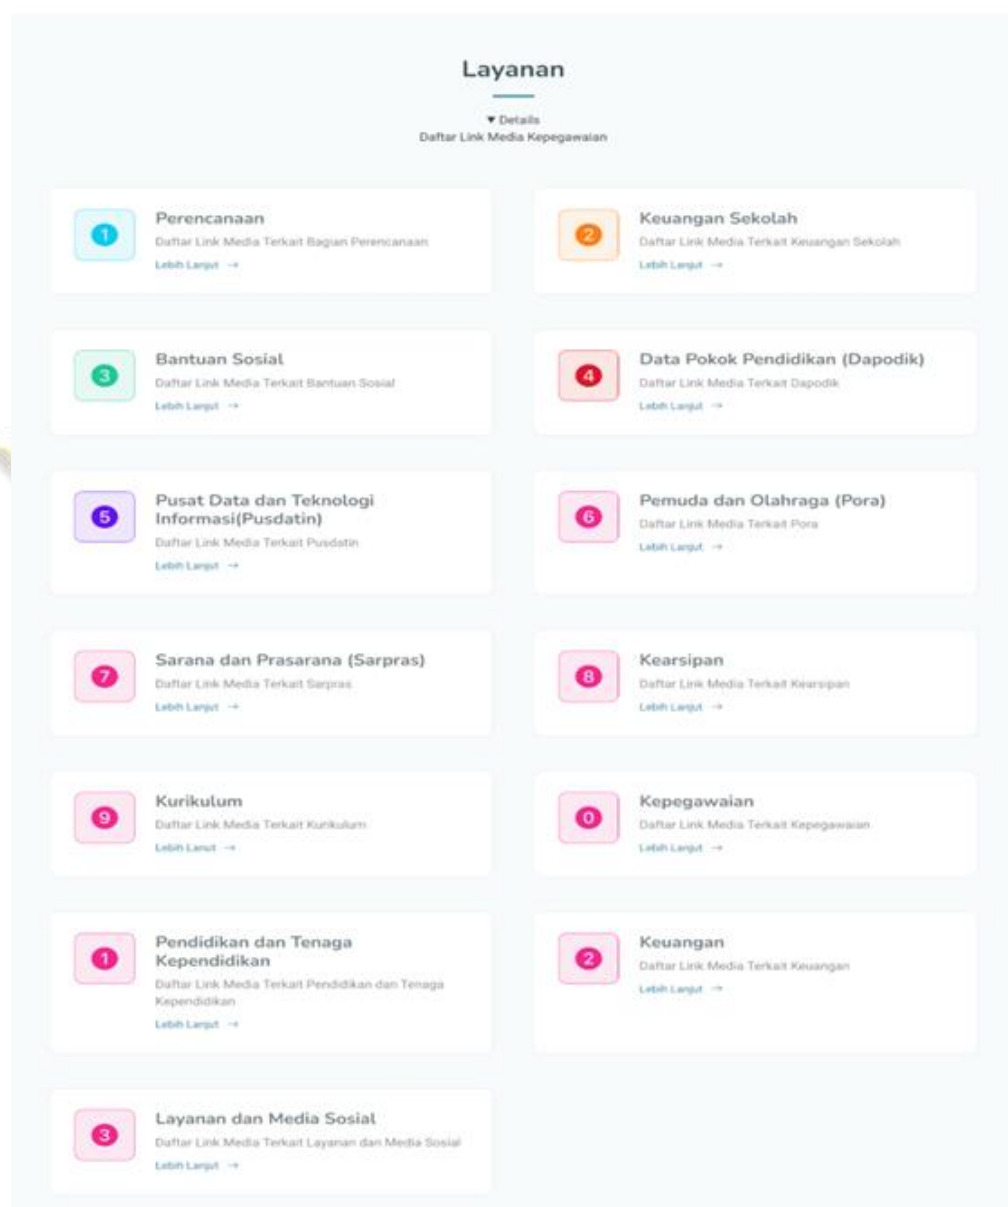 Layanan
▼ Details
Daftar Link Media Kepegawaian
1
Perencanaan
Daftar Link Media Terkait Bagian Perencanaan
Lebih Lanjut →
2
Keuangan Sekolah
Daftar Link Media Terkait Keuangan Sekolah
Lebih Lanjut →
3
Bantuan Sosial
Daftar Link Media Terkait Bantuan Sosial
Lebih Lanjut →
4
Data Pokok Pendidikan (Dapodik)
Daftar Link Media Terkait Dapodik
Lebih Lanjut →
5
Pusat Data dan Teknologi
Informasi(Pusdatin)
Daftar Link Media Terkait Pusdatin
Lebih Lanjut →
6
Pemuda dan Olahraga (Pora)
Daftar Link Media Terkait Pora
Lebih Lanjut →
7
Sarana dan Prasarana (Sarpras)
Daftar Link Media Terkait Sarpras
Lebih Lanjut →
8
Kearsipan
Daftar Link Media Terkait Kearsipan
Lebih Lanjut →
9
Kurikulum
Daftar Link Media Terkait Kurikulum
Lebih Lanut →
0
Kepegawaian
Daftar Link Media Terkait Kepegawaian
Lebih Lanjut →
1
Pendidikan dan Tenaga
Kependidikan
Daftar Link Media Terkait Pendidikan dan Tenaga
Kependidikan
Lebih Lanjut →
2
Keuangan
Daftar Link Media Terkait Keuangan
Lebih Lanjut →
3
Layanan dan Media Sosial
Daftar Link Media Terkait Layanan dan Media Sosial
Lebih Lanjut →